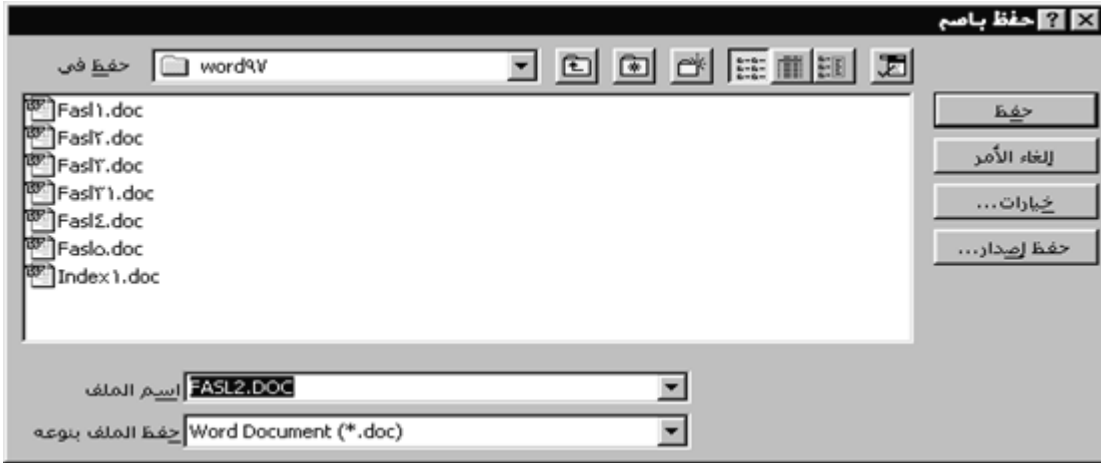 حفظ باسم
حفظ في word٩٧
Fasl١.doc
Fasl٢.doc
Fasl٣.doc
Fasl٣١.doc
Fasl٤.doc
Fasl٥.doc
Index١.doc
حفظ
إلغاء الأمر
خيارات...
حفظ إصدار...
اسم الملف FASL2.DOC
حفظ الملف بنوعه Word Document (*.doc)